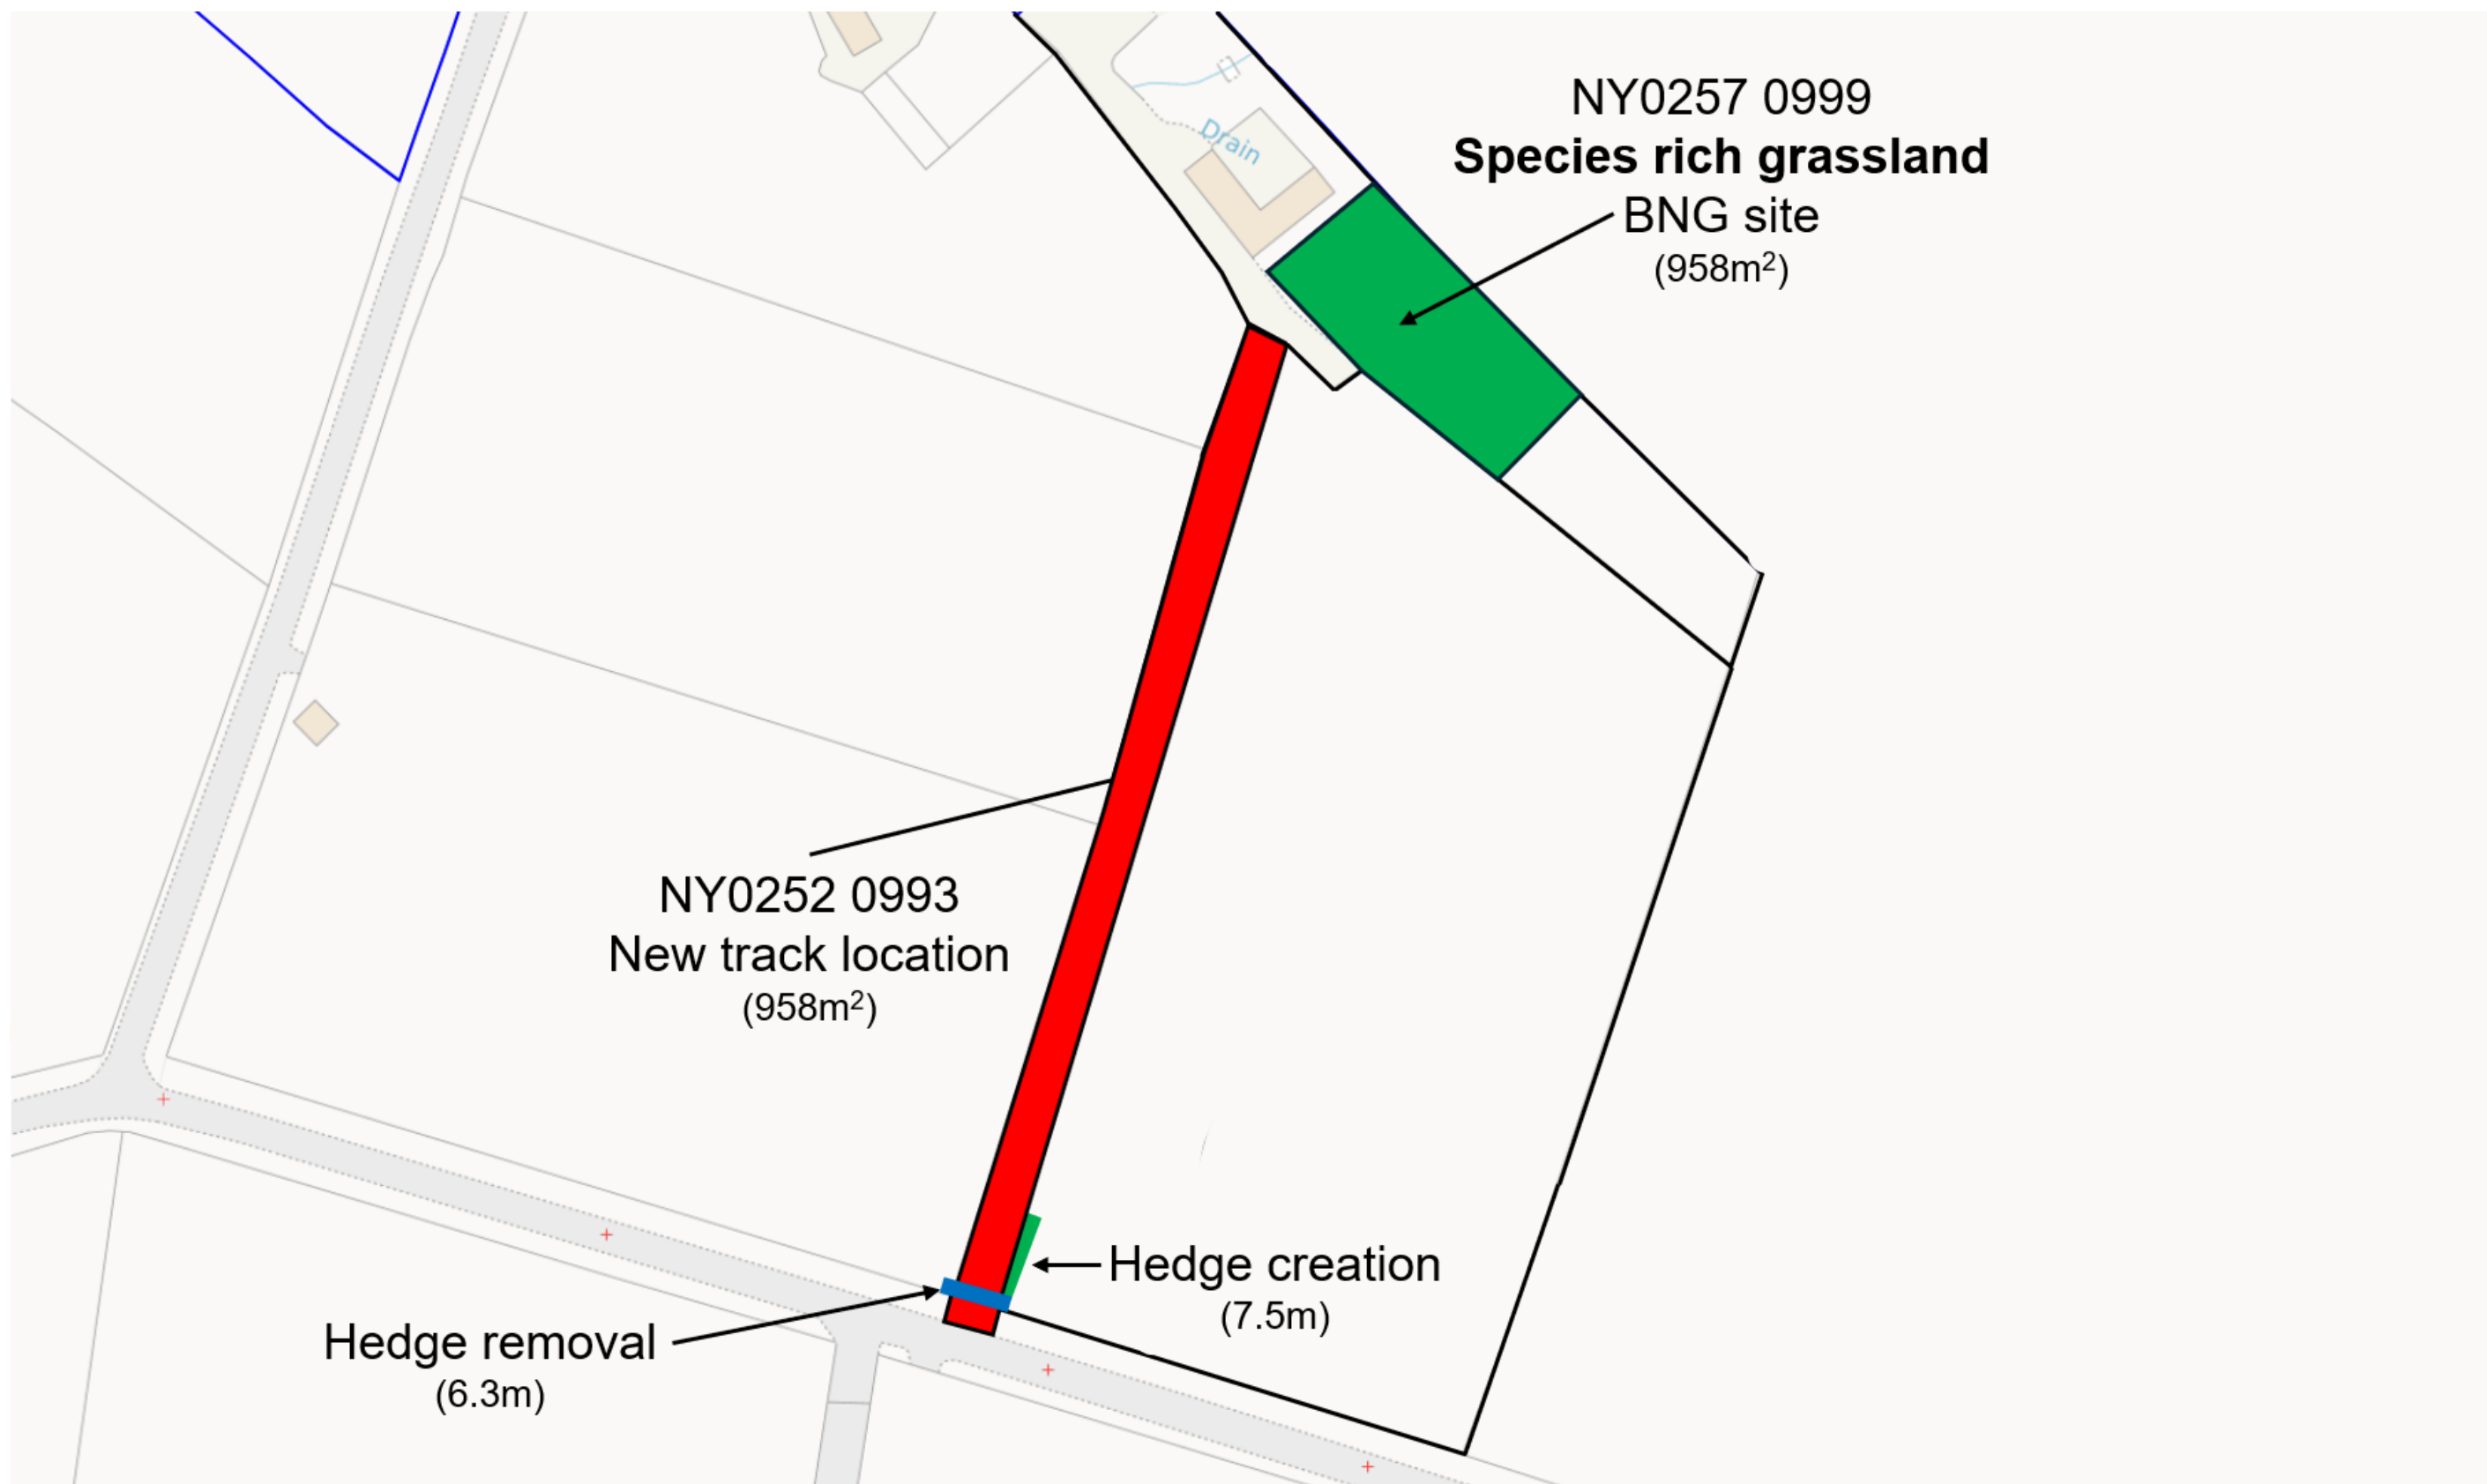 NY0257 0999
Species rich grassland
BNG site
(958m²)
Drain
NY0252 0993
New track location
(958m²)
Hedge creation
(7.5m)
Hedge removal
(6.3m)